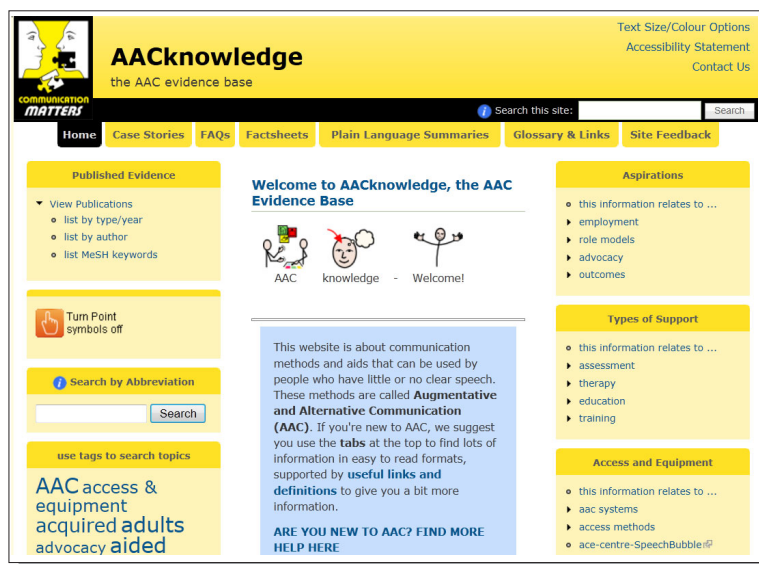 Text Size/Colour Options
Accessibility Statement
Contact Us
AACknowledge
the AAC evidence base
COMMUNICATION
MATTERS
Search this site:
Search
Home
Case Stories
FAQs
Factsheets
Plain Language Summaries
Glossary & Links
Site Feedback
Published Evidence
View Publications
list by type/year
list by author
list MeSH keywords
Turn Point
symbols off
Search by Abbreviation
Search
use tags to search topics
AAC access &
equipment
acquired adults
advocacy aided
Welcome to AACknowledge, the AAC
Evidence Base
AAC knowledge - Welcome!
This website is about communication
methods and aids that can be used by
people who have little or no clear speech.
These methods are called Augmentative
and Alternative Communication
(AAC). If you're new to AAC, we suggest
you use the tabs at the top to find lots of
information in easy to read formats,
supported by useful links and
definitions to give you a bit more
information.
ARE YOU NEW TO AAC? FIND MORE
HELP HERE
Aspirations
this information relates to ...
employment
role models
advocacy
outcomes
Types of Support
this information relates to ...
assessment
therapy
education
training
Access and Equipment
this information relates to ...
aac systems
access methods
ace-centre-SpeechBubble